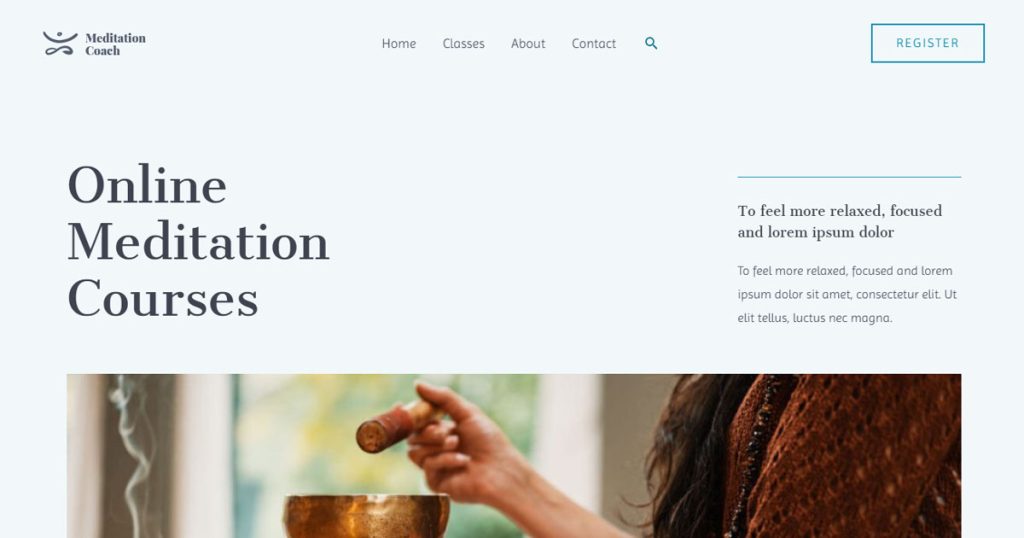 Meditation
Coach
Home
Classes
About
Contact
REGISTER
Online
Meditation
Courses
To feel more relaxed, focused
and lorem ipsum dolor
To feel more relaxed, focused and lorem
ipsum dolor sit amet, consectetur elit. Ut
elit tellus, luctus nec magna.